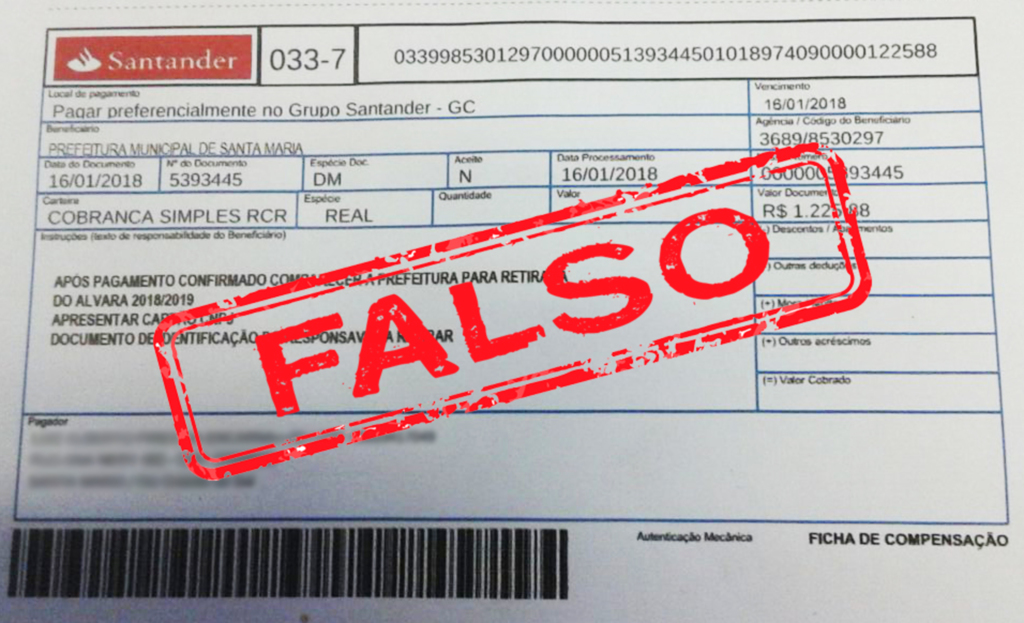 Santander 033-7 03399853012970000005139344501018974090000122588
Local de pagamento
Pagar preferencialmente no Grupo Santander - GC
Vencimento
16/01/2018
Beneficiário
PREFEITURA MUNICIPAL DE SANTA MARIA
Agência / Código do Beneficiário
3689/8530297
Data do Documento Nº do Documento Espécie Doc. Aceite Data Processamento
16/01/2018 5393445 DM N 16/01/2018
Carteira Espécie Quantidade Valor Valor Documento
COBRANCA SIMPLES RCR REAL
Instruções (texto de responsabilidade do Beneficiário)
(-) Descontos /
APÓS PAGAMENTO CONFIRMADO A PREFEITURA PARA
DO ALVARA 2018/2019
APRESENTAR
DOCUMENTO DE IDENTIFICAÇÃO
Outras deduções
(+) Outros acréscimos
(=) Valor Cobrado
FALSO
Pagador
Autenticação Mecânica FICHA DE COMPENSAÇÃO